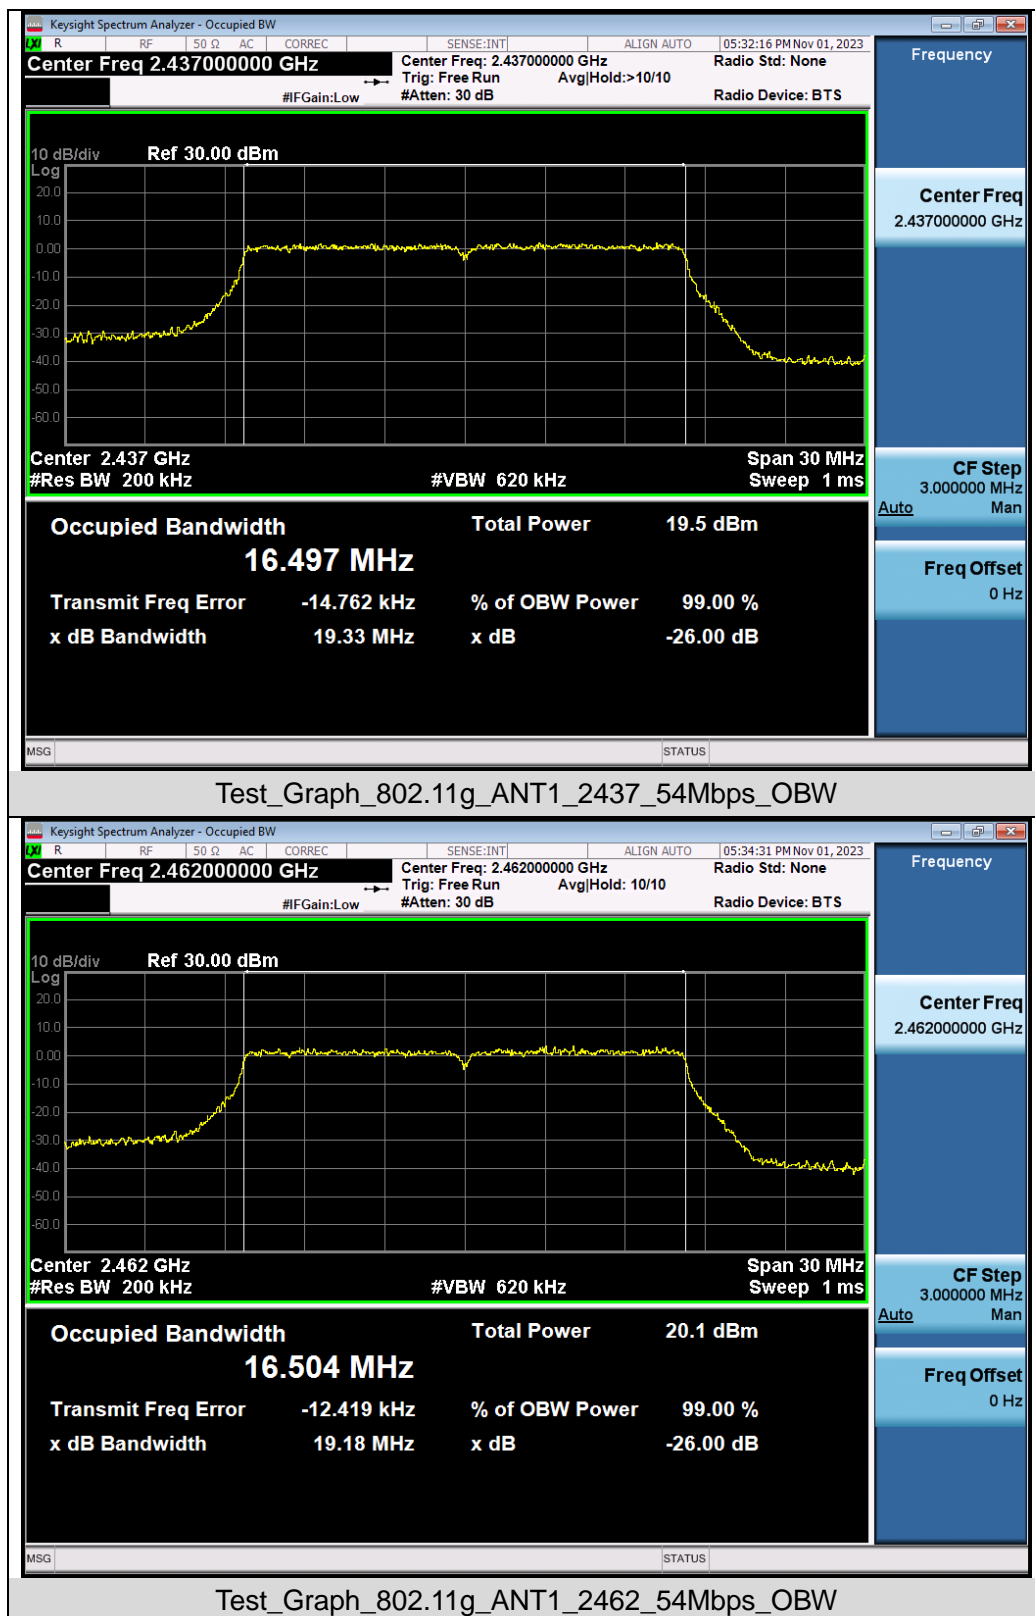 Keysight Spectrum Analyzer - Occupied BW
LXI R RF 50 Ω AC CORREC SENSE:INT ALIGN AUTO 05:32:16 PM Nov 01, 2023
Center Freq 2.437000000 GHz
Center Freq: 2.437000000 GHz Radio Std: None
Trig: Free Run Avg|Hold:>10/10
#IFGain:Low #Atten: 30 dB Radio Device: BTS
Frequency
10 dB/div Ref 30.00 dBm
Log
20.0
10.0
0.00
-10.0
-20.0
-30.0
-40.0
-50.0
-60.0
Center Freq
2.437000000 GHz
Center 2.437 GHz Span 30 MHz
#Res BW 200 kHz #VBW 620 kHz Sweep 1 ms
CF Step
3.000000 MHz
Auto Man
Freq Offset
0 Hz
Occupied Bandwidth Total Power 19.5 dBm
16.497 MHz
Transmit Freq Error -14.762 kHz % of OBW Power 99.00 %
x dB Bandwidth 19.33 MHz x dB -26.00 dB
MSG STATUS
Test_Graph_802.11g_ANT1_2437_54Mbps_OBW
Keysight Spectrum Analyzer - Occupied BW
LXI R RF 50 Ω AC CORREC SENSE:INT ALIGN AUTO 05:34:31 PM Nov 01, 2023
Center Freq 2.462000000 GHz
Center Freq: 2.462000000 GHz Radio Std: None
Trig: Free Run Avg|Hold: 10/10
#IFGain:Low #Atten: 30 dB Radio Device: BTS
Frequency
10 dB/div Ref 30.00 dBm
Log
20.0
10.0
0.00
-10.0
-20.0
-30.0
-40.0
-50.0
-60.0
Center Freq
2.462000000 GHz
Center 2.462 GHz Span 30 MHz
#Res BW 200 kHz #VBW 620 kHz Sweep 1 ms
CF Step
3.000000 MHz
Auto Man
Freq Offset
0 Hz
Occupied Bandwidth Total Power 20.1 dBm
16.504 MHz
Transmit Freq Error -12.419 kHz % of OBW Power 99.00 %
x dB Bandwidth 19.18 MHz x dB -26.00 dB
MSG STATUS
Test_Graph_802.11g_ANT1_2462_54Mbps_OBW